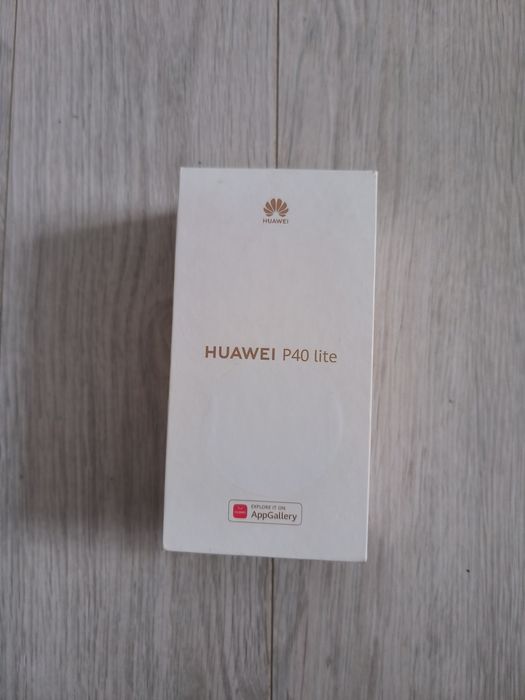 HUAWEI
HUAWEI P40 lite
EXPLORE IT ON
AppGallery